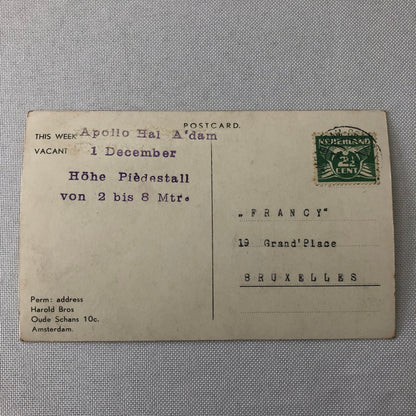 POSTCARD.
THIS WEEK Apollo Hal A'dam
VACANT 1 December
Höhe Pièdestall
von 2 bis 8 Mtr.
Perm: address
Harold Bros
Oude Schans 10c.
Amsterdam.
NEDERLAND
2½
CENT
„FRANCY"
19 Grand'Place
BRUXELLES